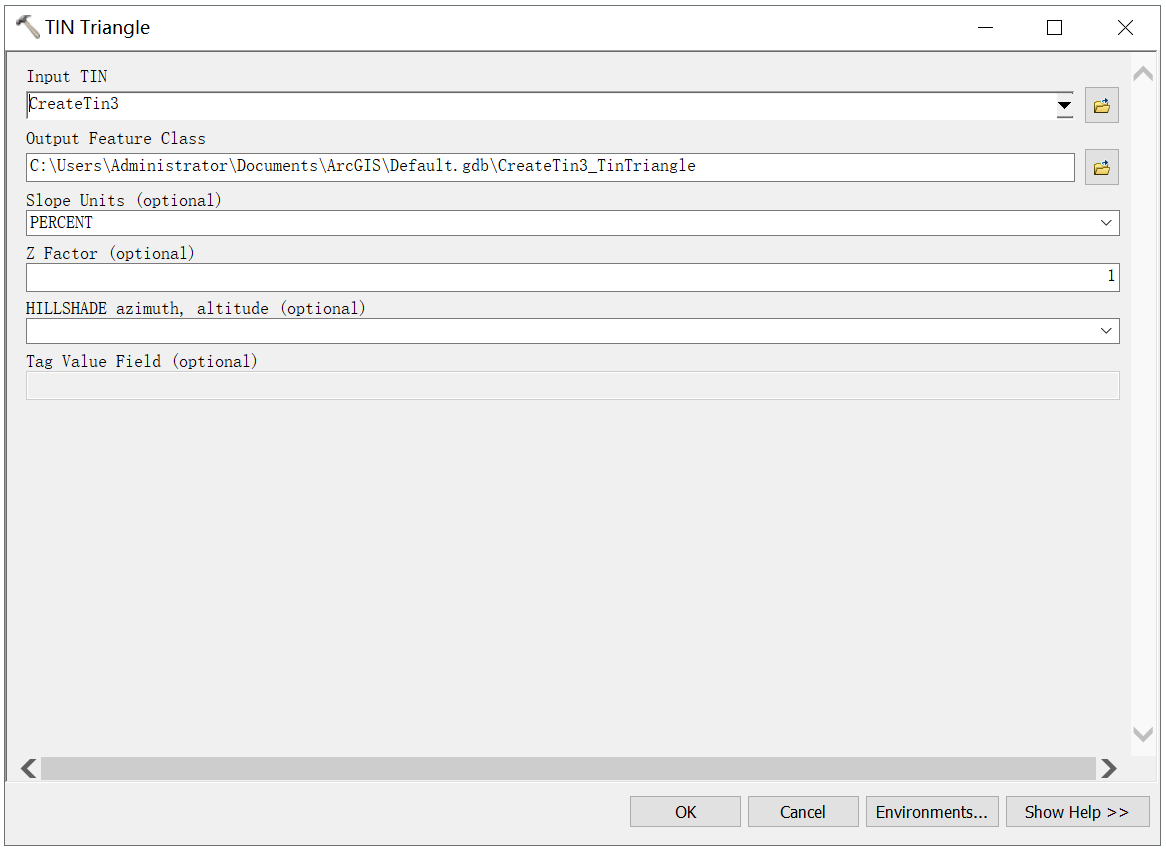 TIN Triangle
Input TIN
CreateTin3
Output Feature Class
C:\Users\Administrator\Documents\ArcGIS\Default.gdb\CreateTin3_TinTriangle
Slope Units (optional)
PERCENT
Z Factor (optional)
1
HILLSHADE azimuth, altitude (optional)
Tag Value Field (optional)
OK Cancel Environments... Show Help >>